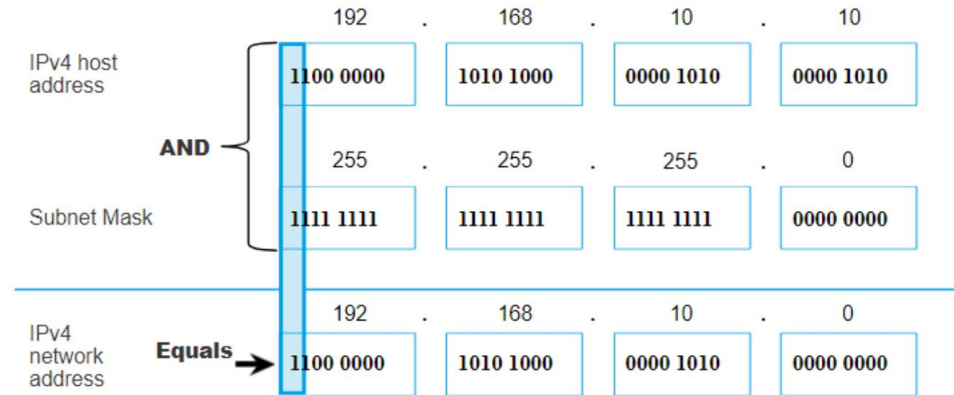 192 . 168 . 10 . 10
IPv4 host
address
1100 0000 1010 1000 0000 1010 0000 1010
AND
255 . 255 . 255 . 0
Subnet Mask
1111 1111 1111 1111 1111 1111 0000 0000
192 . 168 . 10 . 0
IPv4
network
address
Equals
1100 0000 1010 1000 0000 1010 0000 0000